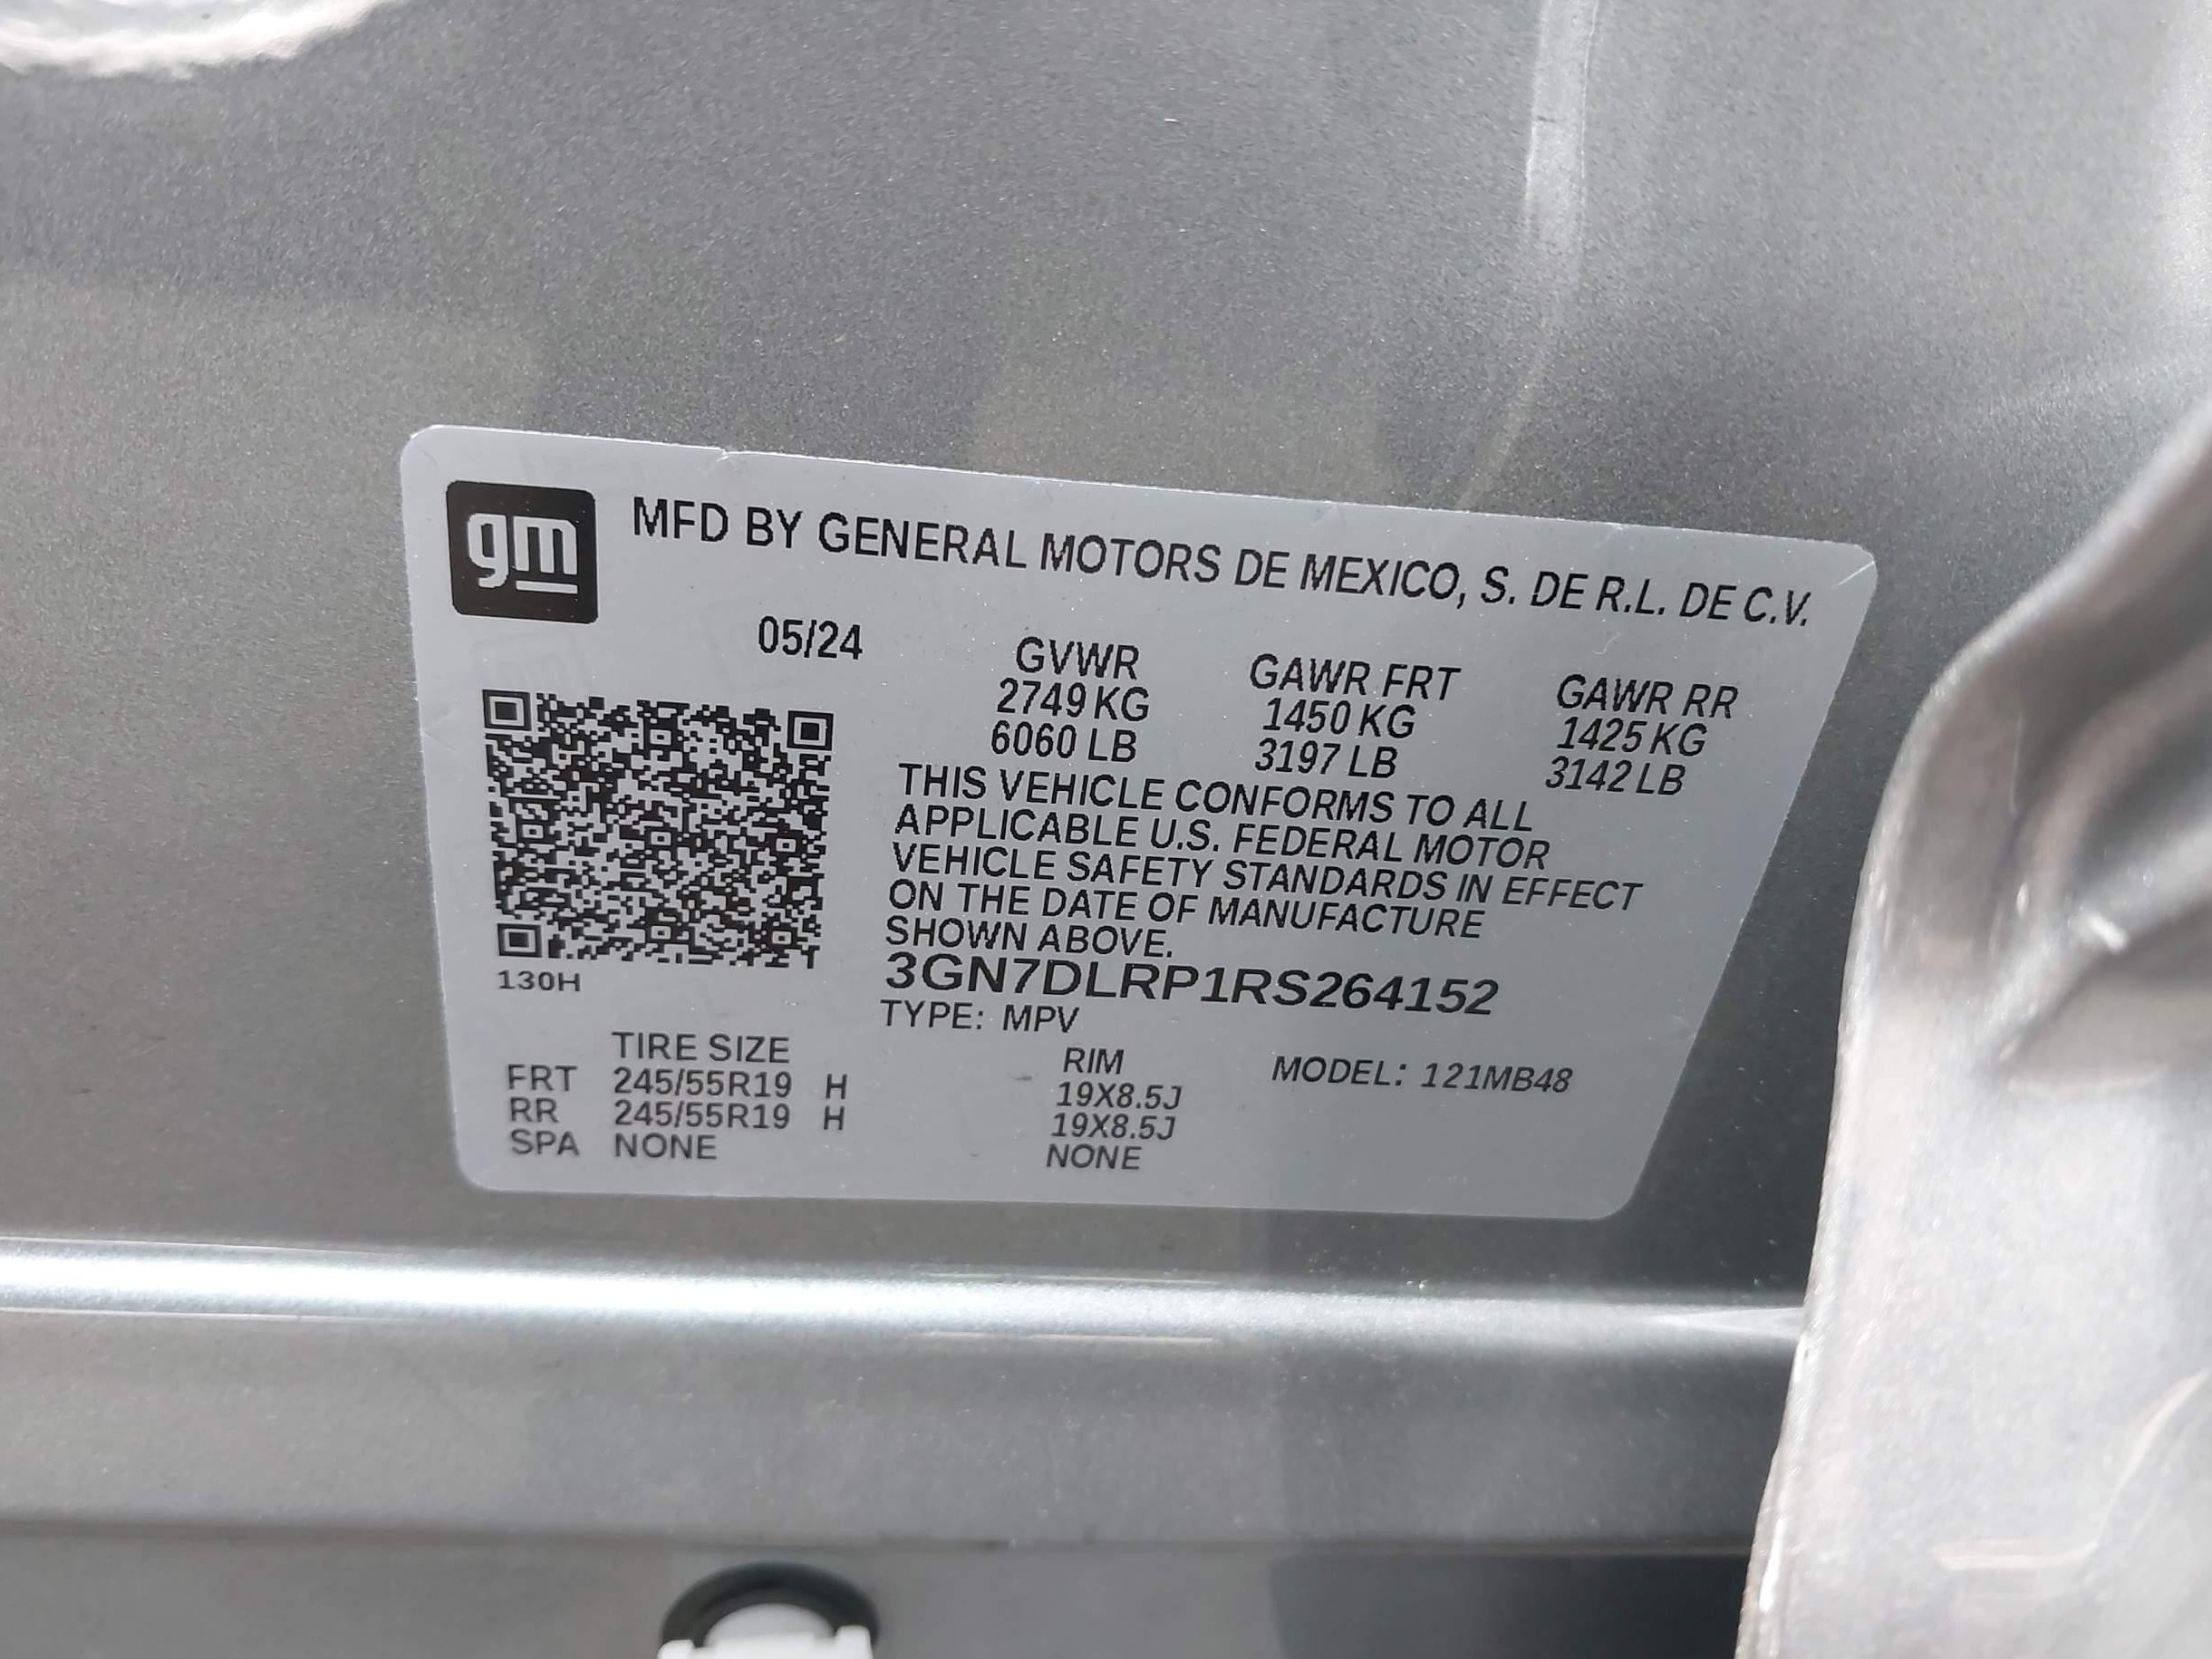 gm
MFD BY GENERAL MOTORS DE MEXICO, S. DE R.L. DE C.V.
05/24
GVWR
2749 KG
6060 LB
GAWR FRT
1450 KG
3197 LB
GAWR RR
1425 KG
3142 LB
THIS VEHICLE CONFORMS TO ALL
APPLICABLE U.S. FEDERAL MOTOR
VEHICLE SAFETY STANDARDS IN EFFECT
ON THE DATE OF MANUFACTURE
SHOWN ABOVE.
3GN7DLRP1RS264152
TYPE: MPV
130H
TIRE SIZE
FRT 245/55R19 H
RR 245/55R19 H
SPA NONE
RIM
19X8.5J
19X8.5J
NONE
MODEL: 121MB48